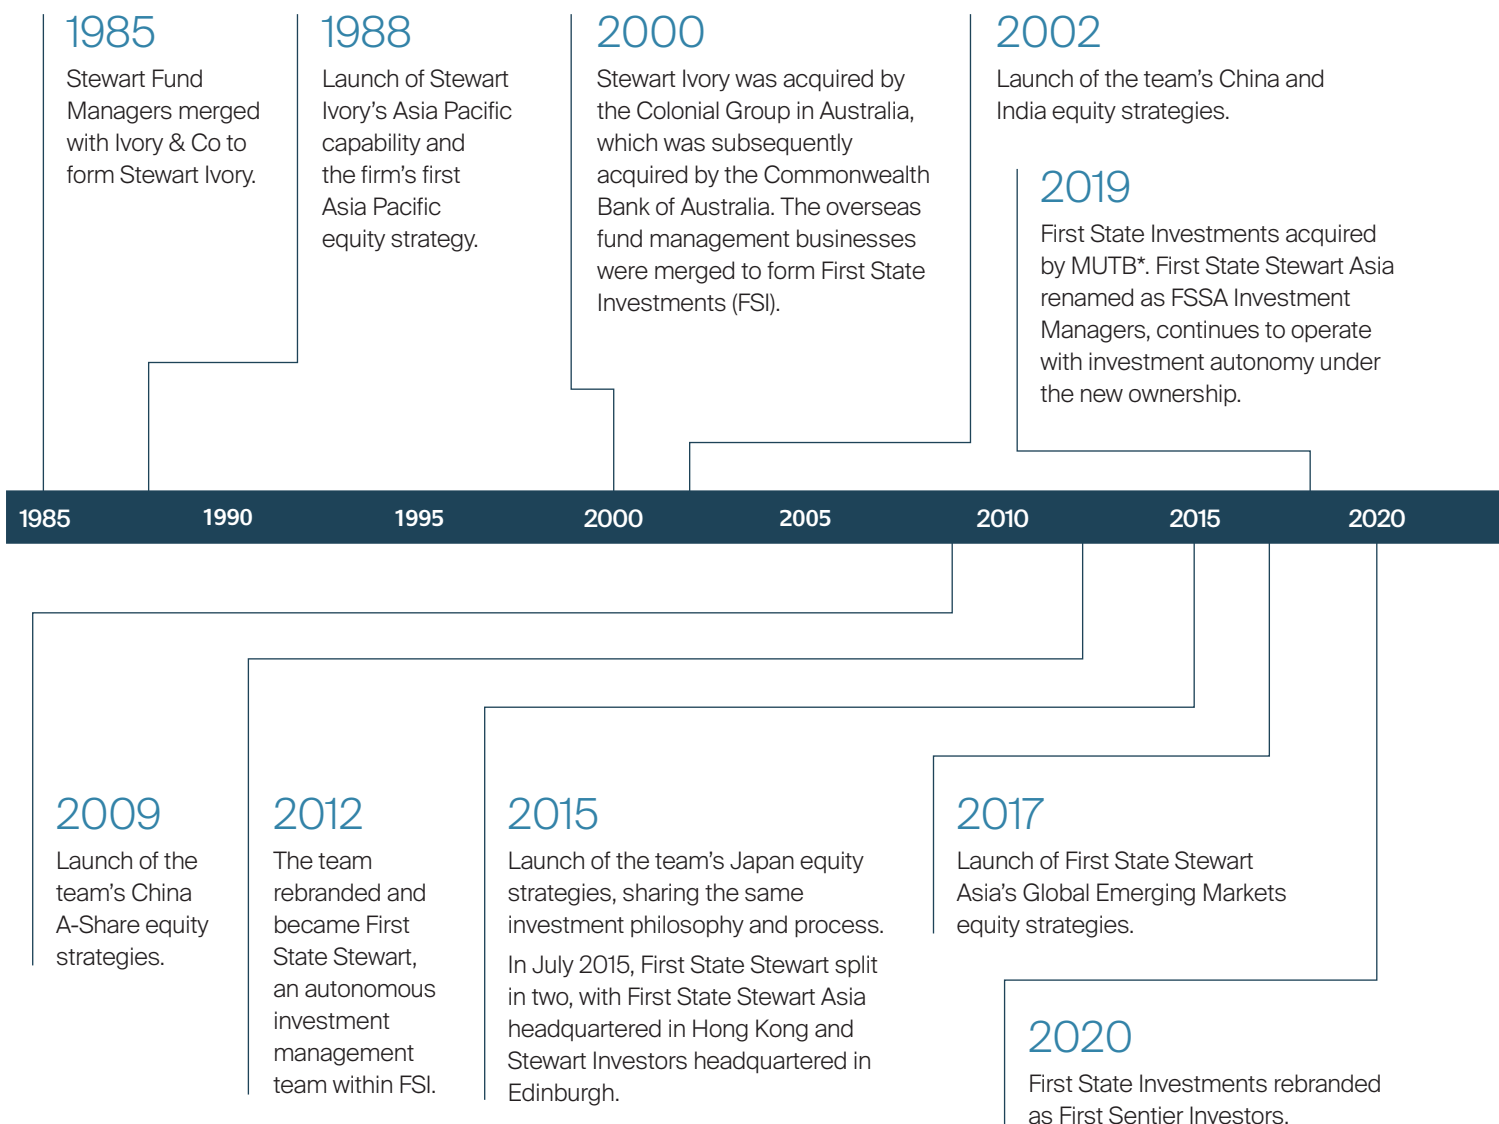 1985
Stewart Fund
Managers merged
with Ivory & Co to
form Stewart Ivory.
1988
Launch of Stewart
Ivory's Asia Pacific
capability and
the firm's first
Asia Pacific
equity strategy.
2000
Stewart Ivory was acquired by
the Colonial Group in Australia,
which was subsequently
acquired by the Commonwealth
Bank of Australia. The overseas
fund management businesses
were merged to form First State
Investments (FSI).
2002
Launch of the team's China and
India equity strategies.
2019
First State Investments acquired
by MUTB*. First State Stewart Asia
renamed as FSSA Investment
Managers, continues to operate
with investment autonomy under
the new ownership.
1985 1990 1995 2000 2005 2010 2015 2020
2009
Launch of the
team's China
A-Share equity
strategies.
2012
The team
rebranded and
became First
State Stewart,
an autonomous
investment
management
team within FSI.
2015
Launch of the team's Japan equity
strategies, sharing the same
investment philosophy and process.
In July 2015, First State Stewart split
in two, with First State Stewart Asia
headquartered in Hong Kong and
Stewart Investors headquartered in
Edinburgh.
2017
Launch of First State Stewart
Asia's Global Emerging Markets
equity strategies.
2020
First State Investments rebranded
as First Sentier Investors.